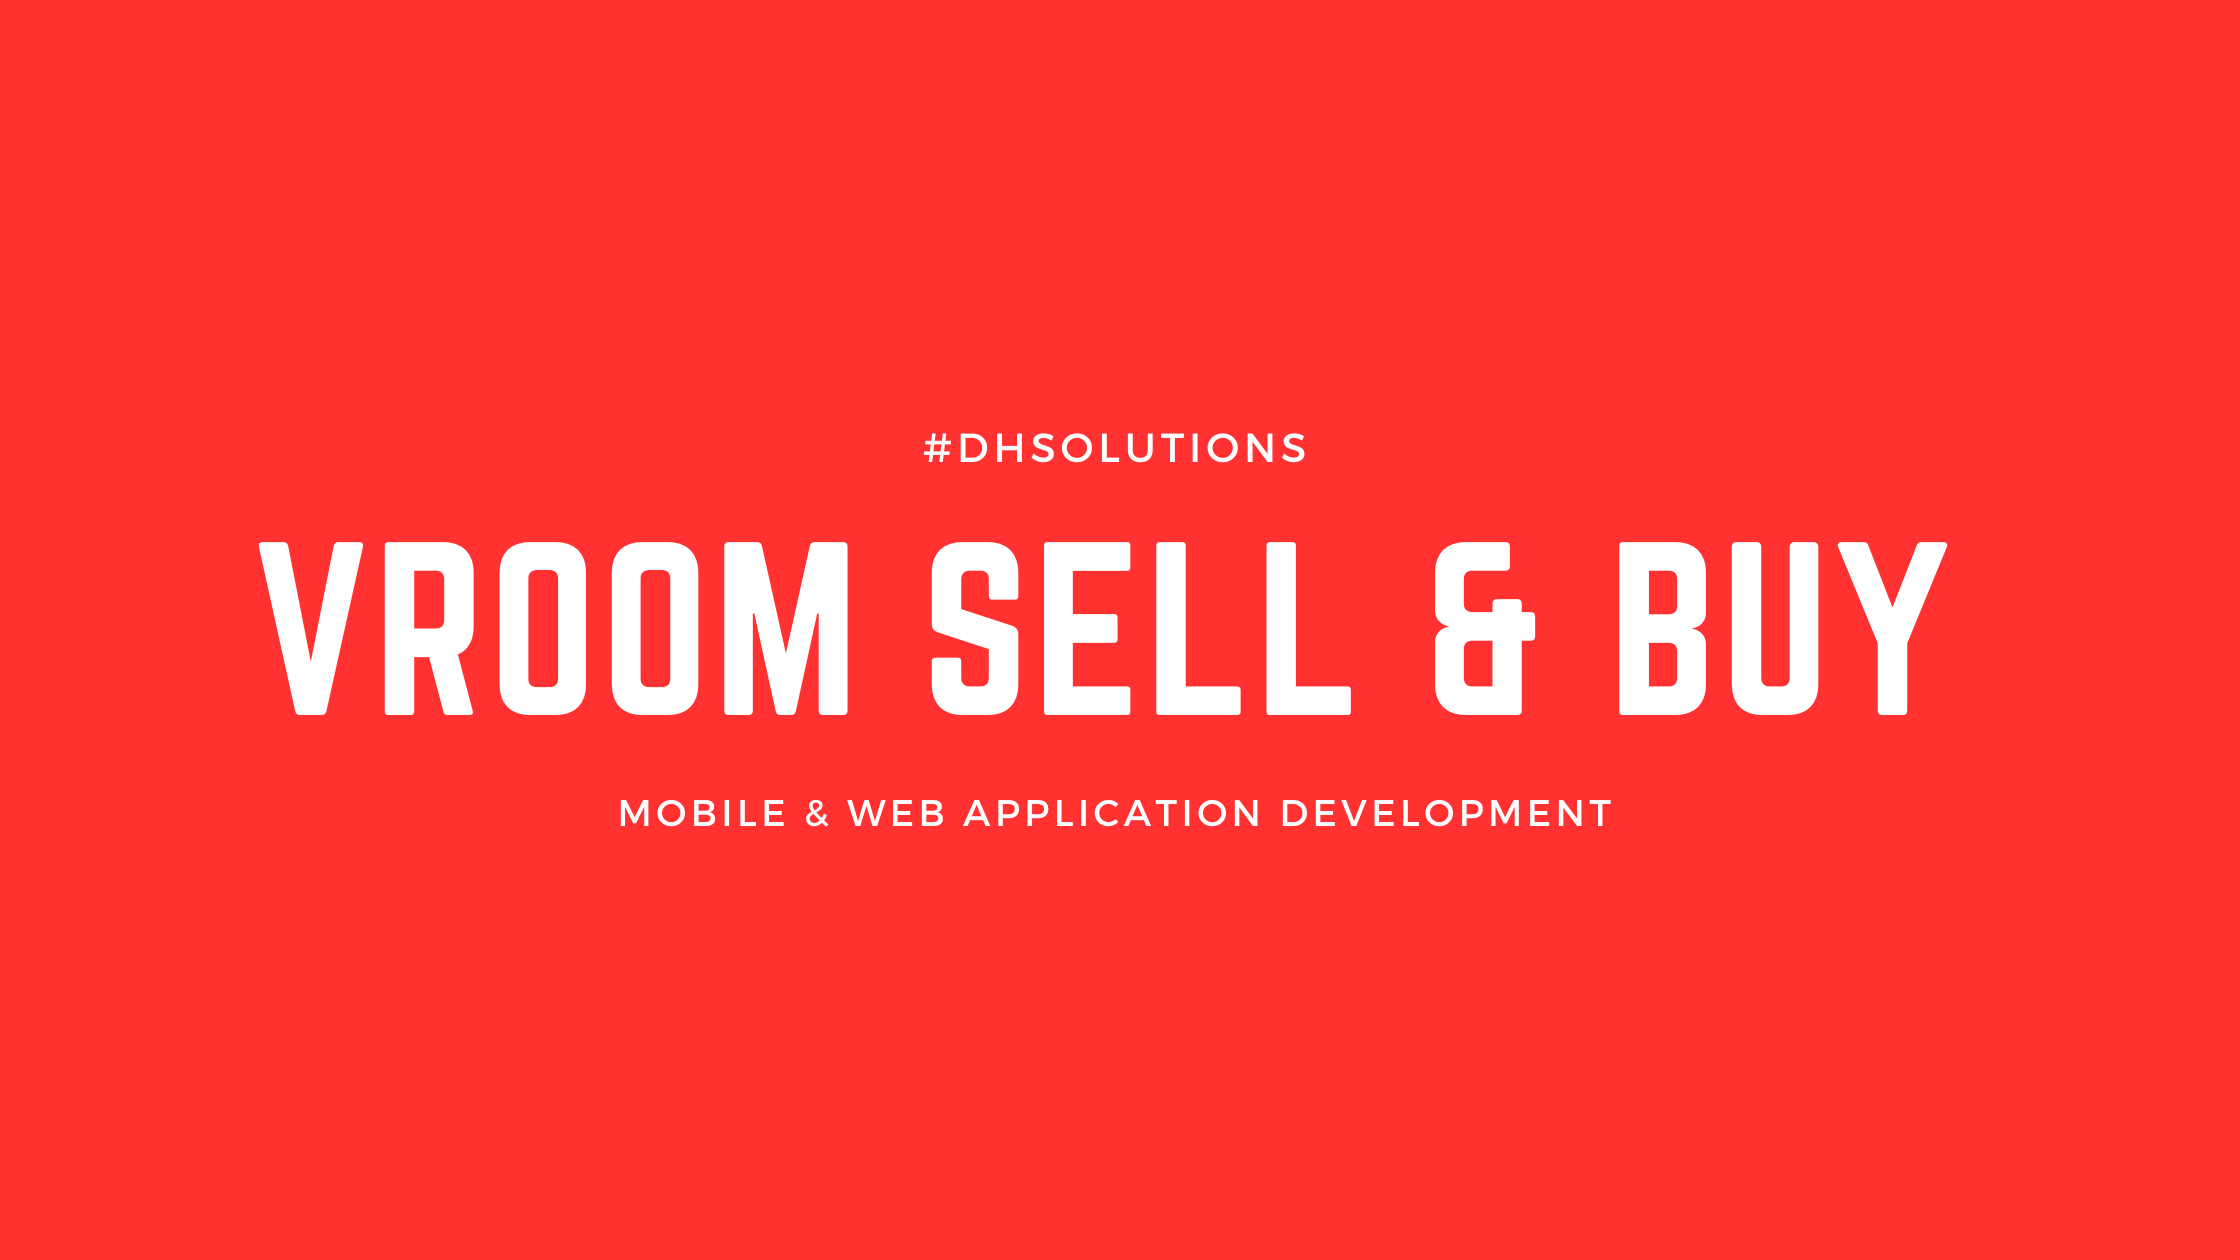 #DHSOLUTIONS
VROOM SELL & BUY
MOBILE & WEB APPLICATION DEVELOPMENT